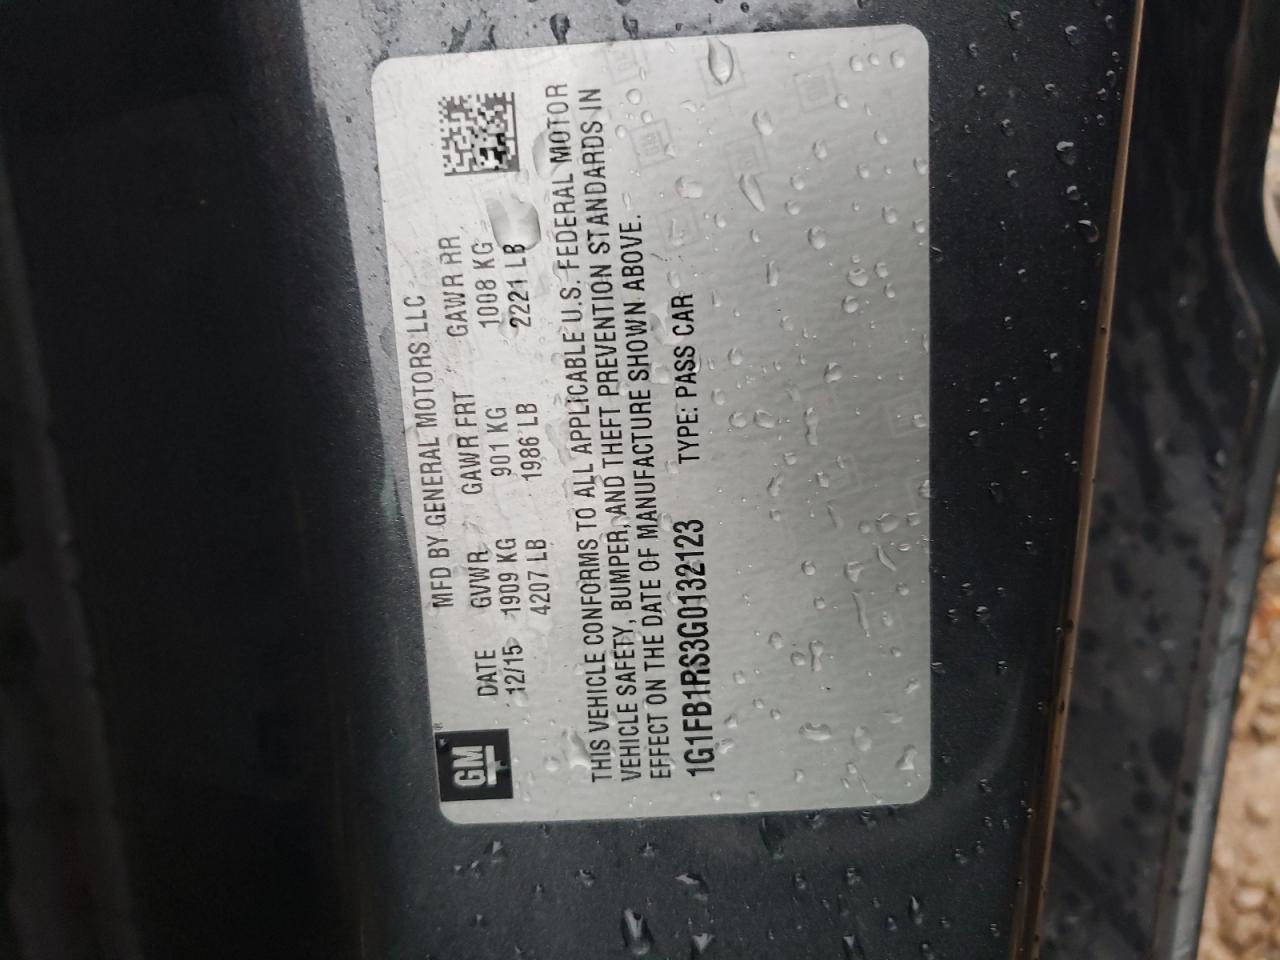 GM ®
MFD BY GENERAL MOTORS LLC
DATE GVWR GAWR FRT GAWR RR
12/15 1909 KG 901 KG 1008 KG
4207 LB 1986 LB 2221 LB
THIS VEHICLE CONFORMS TO ALL APPLICABLE U.S. FEDERAL MOTOR
VEHICLE SAFETY, BUMPER, AND THEFT PREVENTION STANDARDS IN
EFFECT ON THE DATE OF MANUFACTURE SHOWN ABOVE.
1G1FB1RS3G0132123 TYPE: PASS CAR